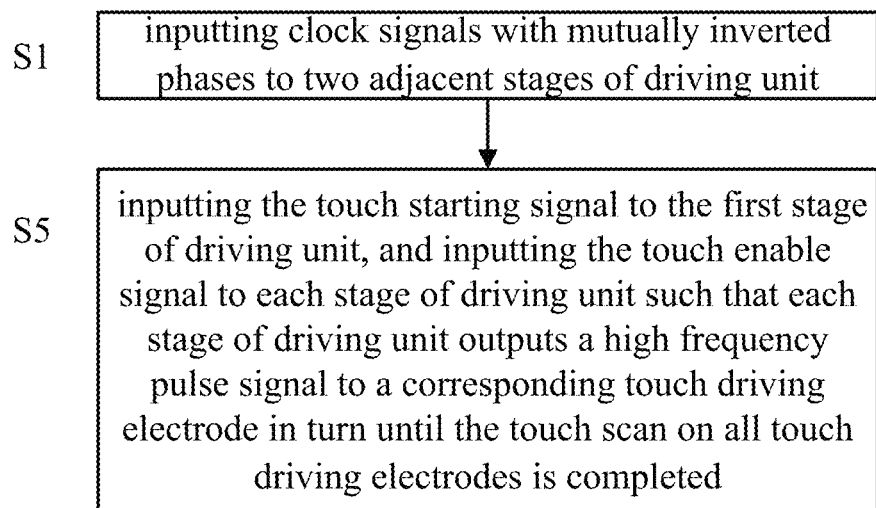 S1
inputting clock signals with mutually inverted
phases to two adjacent stages of driving unit
S5
inputting the touch starting signal to the first stage
of driving unit, and inputting the touch enable
signal to each stage of driving unit such that each
stage of driving unit outputs a high frequency
pulse signal to a corresponding touch driving
electrode in turn until the touch scan on all touch
driving electrodes is completed